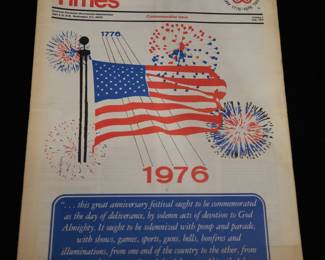 Times
Commemorative Issue
1776
1976
". . . this great anniversary festival ought to be commemorated
as the day of deliverance, by solemn acts of devotion to God
Almighty. It ought to be solemnized with pomp and parade,
with shows, games, sports, guns, bells, bonfires and
illuminations, from one end of the country to the other, from